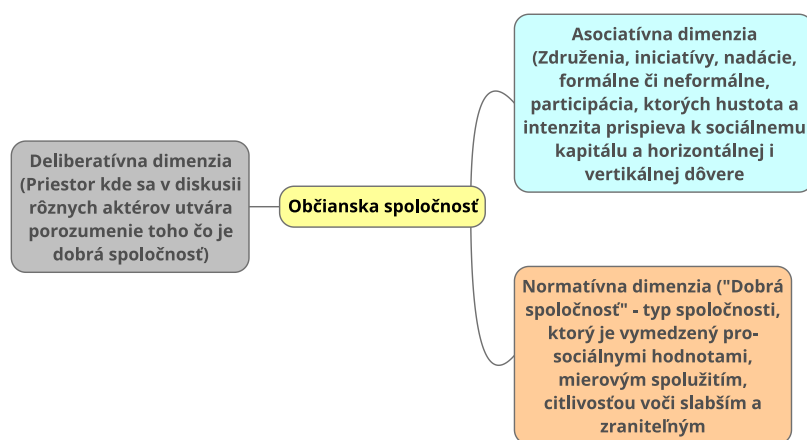 Deliberatívna dimenzia
(Priestor kde sa v diskusii
rôznych aktérov utvára
porozumenie toho čo je
dobrá spoločnosť)
Občianska spoločnosť
Asociatívna dimenzia
(Združenia, iniciatívy, nadácie,
formálne či neformálne,
participácia, ktorých hustota a
intenzita prispieva k sociálnemu
kapitálu a horizontálnej i
vertikálnej dôvere
Normatívna dimenzia ("Dobrá
spoločnosť" - typ spoločnosti,
ktorý je vymedzený pro-
sociálnymi hodnotami,
mierovým spolužitím,
citlivosťou voči slabším a
zraniteľným